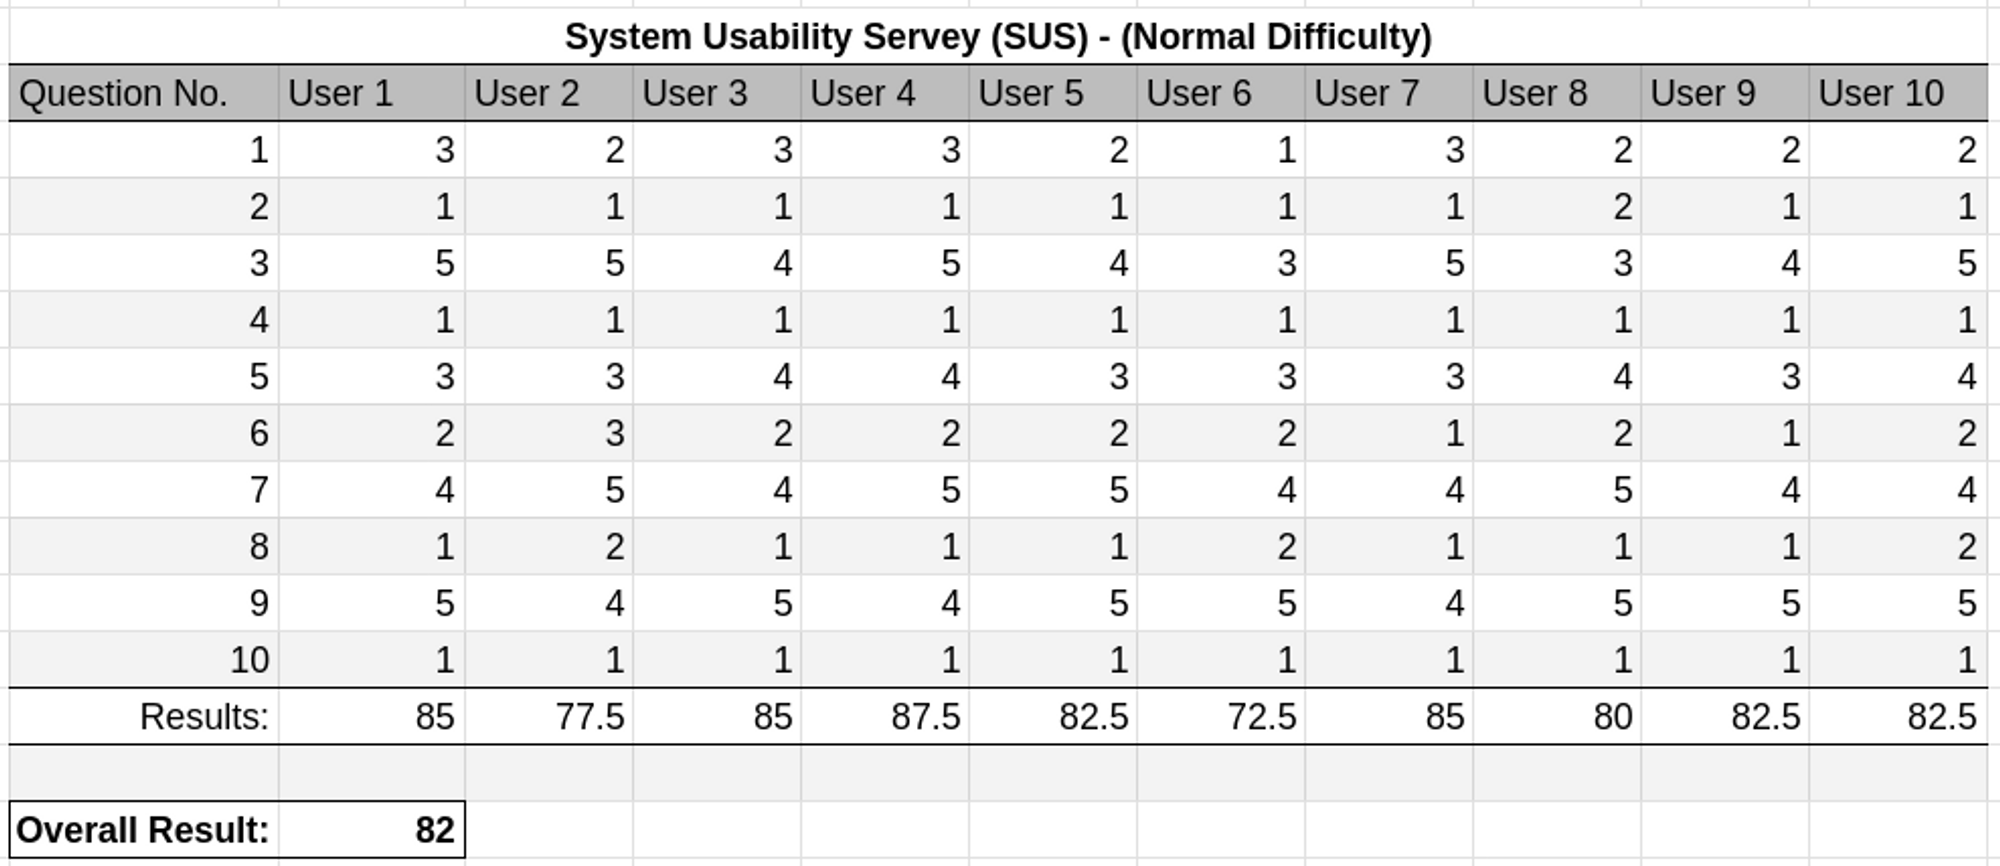 System Usability Servey (SUS) - (Normal Difficulty)
Question No. User 1 User 2 User 3 User 4 User 5 User 6 User 7 User 8 User 9 User 10
1 3 2 3 3 2 1 3 2 2 2
2 1 1 1 1 1 1 1 2 1 1
3 5 5 4 5 4 3 5 3 4 5
4 1 1 1 1 1 1 1 1 1 1
5 3 3 4 4 3 3 3 4 3 4
6 2 3 2 2 2 2 1 2 1 2
7 4 5 4 5 5 4 4 5 4 4
8 1 2 1 1 1 2 1 1 1 2
9 5 4 5 4 5 5 4 5 5 5
10 1 1 1 1 1 1 1 1 1 1
Results: 85 77.5 85 87.5 82.5 72.5 85 80 82.5 82.5
Overall Result: 82